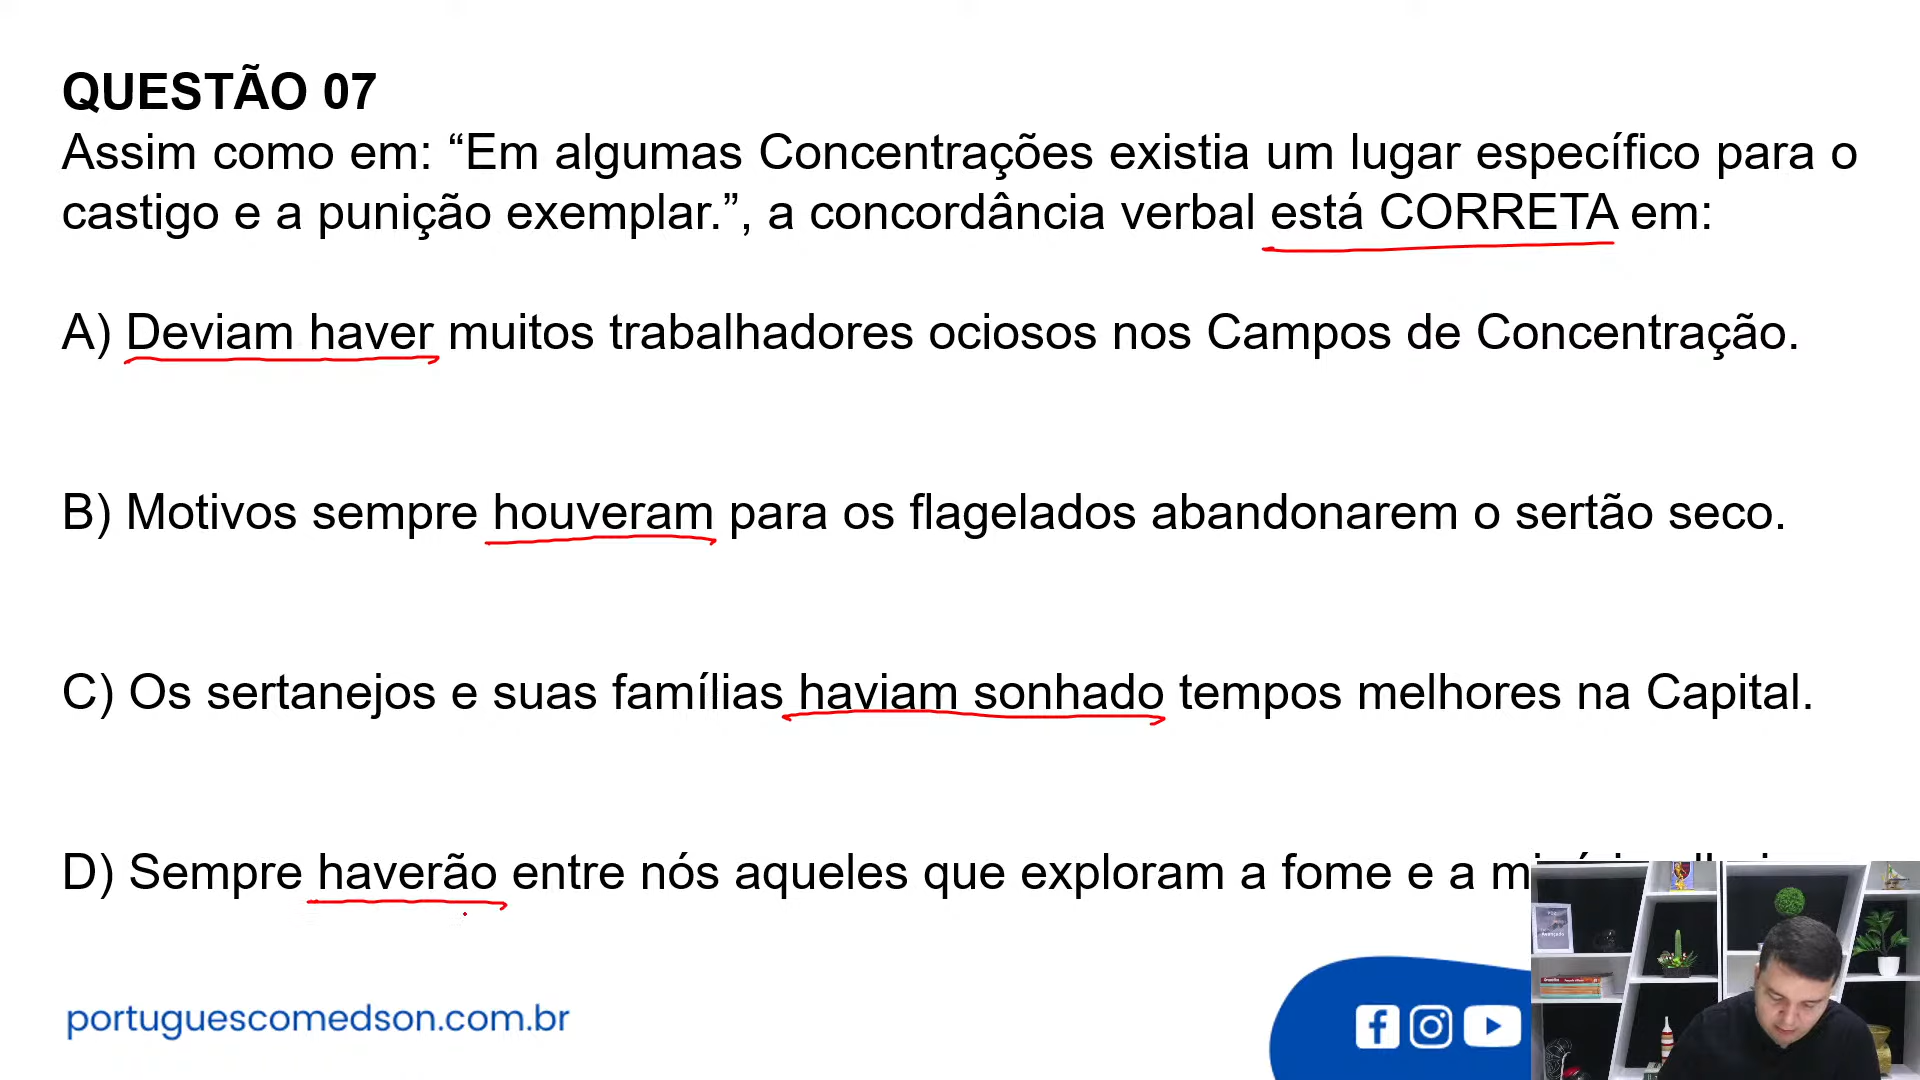 QUESTÃO 07
Assim como em: “Em algumas Concentrações existia um lugar específico para o
castigo e a punição exemplar.”, a concordância verbal está CORRETA em:
A) Deviam haver muitos trabalhadores ociosos nos Campos de Concentração.
B) Motivos sempre houveram para os flagelados abandonarem o sertão seco.
C) Os sertanejos e suas famílias haviam sonhado tempos melhores na Capital.
D) Sempre haverão entre nós aqueles que exploram a fome e a
portuguescomedson.com.br